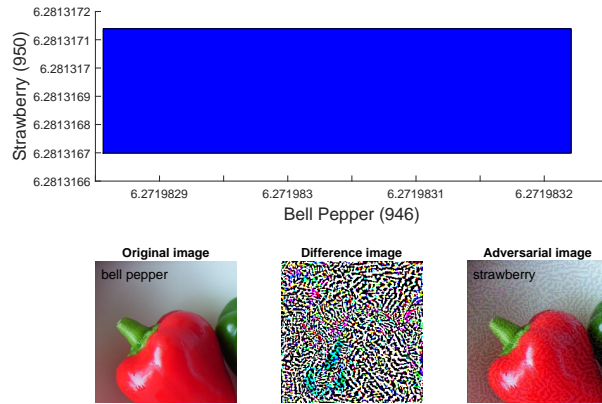 6.2813172
6.2813171
6.281317
6.2813169
6.2813168
6.2813167
6.2813166
Strawberry (950)
6.2719829 6.271983 6.2719831 6.2719832
Bell Pepper (946)
Original image Difference image Adversarial image
bell pepper strawberry